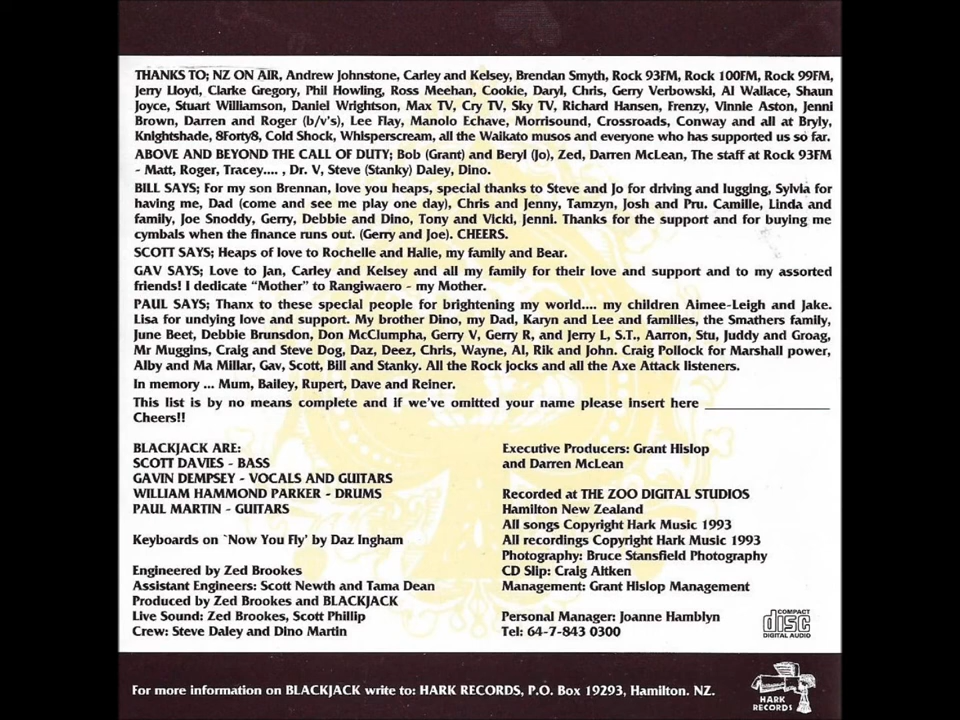 THANKS TO; NZ ON AIR, Andrew Johnstone, Carley and Kelsey, Brendan Smyth, Rock 93FM, Rock 100FM, Rock 99FM,
Jerry Lloyd, Clarke Gregory, Phil Howling, Ross Meehan, Cookie, Daryl, Chris, Gerry Verbowski, Al Wallace, Shaun
Joyce, Stuart Williamson, Daniel Wrightson, Max TV, Cry TV, Sky TV, Richard Hansen, Frenzy, Vinnie Aston, Jenni
Brown, Darren and Roger (b/v's), Lee Flay, Manolo Echave, Morrisound, Crossroads, Conway and all at Bryly,
Knightshade, 8Forty8, Cold Shock, Whisperscream, all the Waikato musos and everyone who has supported us so far.
ABOVE AND BEYOND THE CALL OF DUTY; Bob (Grant) and Beryl (Jo), Zed, Darren McLean, The staff at Rock 93FM
- Matt, Roger, Tracey.... , Dr. V, Steve (Stanky) Daley, Dino.
BILL SAYS; For my son Brennan, love you heaps, special thanks to Steve and Jo for driving and lugging, Sylvia for
having me, Dad (come and see me play one day), Chris and Jenny, Tamzyn, Josh and Pru. Camille, Linda and
family, Joe Snoddy, Gerry, Debbie and Dino, Tony and Vicki, Jenni. Thanks for the support and for buying me
cymbals when the finance runs out. (Gerry and Joe). CHEERS.
SCOTT SAYS; Heaps of love to Rochelle and Halle, my family and Bear.
GAV SAYS; Love to Jan, Carley and Kelsey and all my family for their love and support and to my assorted
friends! I dedicate "Mother" to Rangiwaero - my Mother.
PAUL SAYS; Thanx to these special people for brightening my world.... my children Aimee-Leigh and Jake.
Lisa for undying love and support. My brother Dino, my Dad, Karyn and Lee and families, the Smathers family,
June Beet, Debbie Brunsdon, Don McClumpha, Gerry V, Gerry R, and Jerry L, S.T., Aarron, Stu, Juddy and Groag,
Mr Muggins, Craig and Steve Dog, Daz, Deez, Chris, Wayne, Al, Rik and John. Craig Pollock for Marshall power,
Alby and Ma Millar, Gav, Scott, Bill and Stanky. All the Rock jocks and all the Axe Attack listeners.
In memory ... Mum, Bailey, Rupert, Dave and Reiner.
This list is by no means complete and if we've omitted your name please insert here ________________
Cheers!!
BLACKJACK ARE:
SCOTT DAVIES - BASS
GAVIN DEMPSEY - VOCALS AND GUITARS
WILLIAM HAMMOND PARKER - DRUMS
PAUL MARTIN - GUITARS
Keyboards on `Now You Fly' by Daz Ingham
Engineered by Zed Brookes
Assistant Engineers: Scott Newth and Tama Dean
Produced by Zed Brookes and BLACKJACK
Live Sound: Zed Brookes, Scott Phillip
Crew: Steve Daley and Dino Martin
Executive Producers: Grant Hislop
and Darren McLean
Recorded at THE ZOO DIGITAL STUDIOS
Hamilton New Zealand
All songs Copyright Hark Music 1993
All recordings Copyright Hark Music 1993
Photography: Bruce Stansfield Photography
CD Slip: Craig Aitken
Management: Grant Hislop Management
Personal Manager: Joanne Hamblyn
Tel: 64-7-843 0300
COMPACT
disc
DIGITAL AUDIO
For more information on BLACKJACK write to: HARK RECORDS, P.O. Box 19293, Hamilton. NZ.
HARK
RECORDS